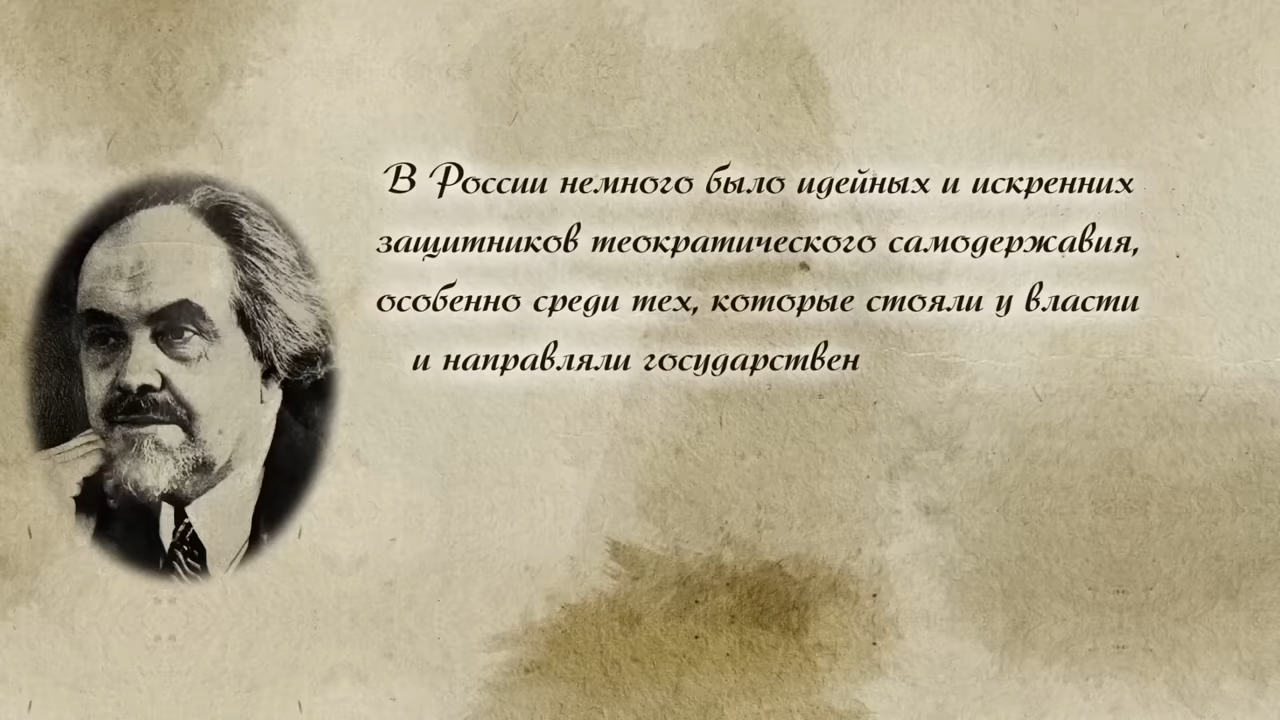 В России немного было идейных и искренних
защитников теократического самодержавия,
особенно среди тех, которые стояли у власти
и направляли государствен